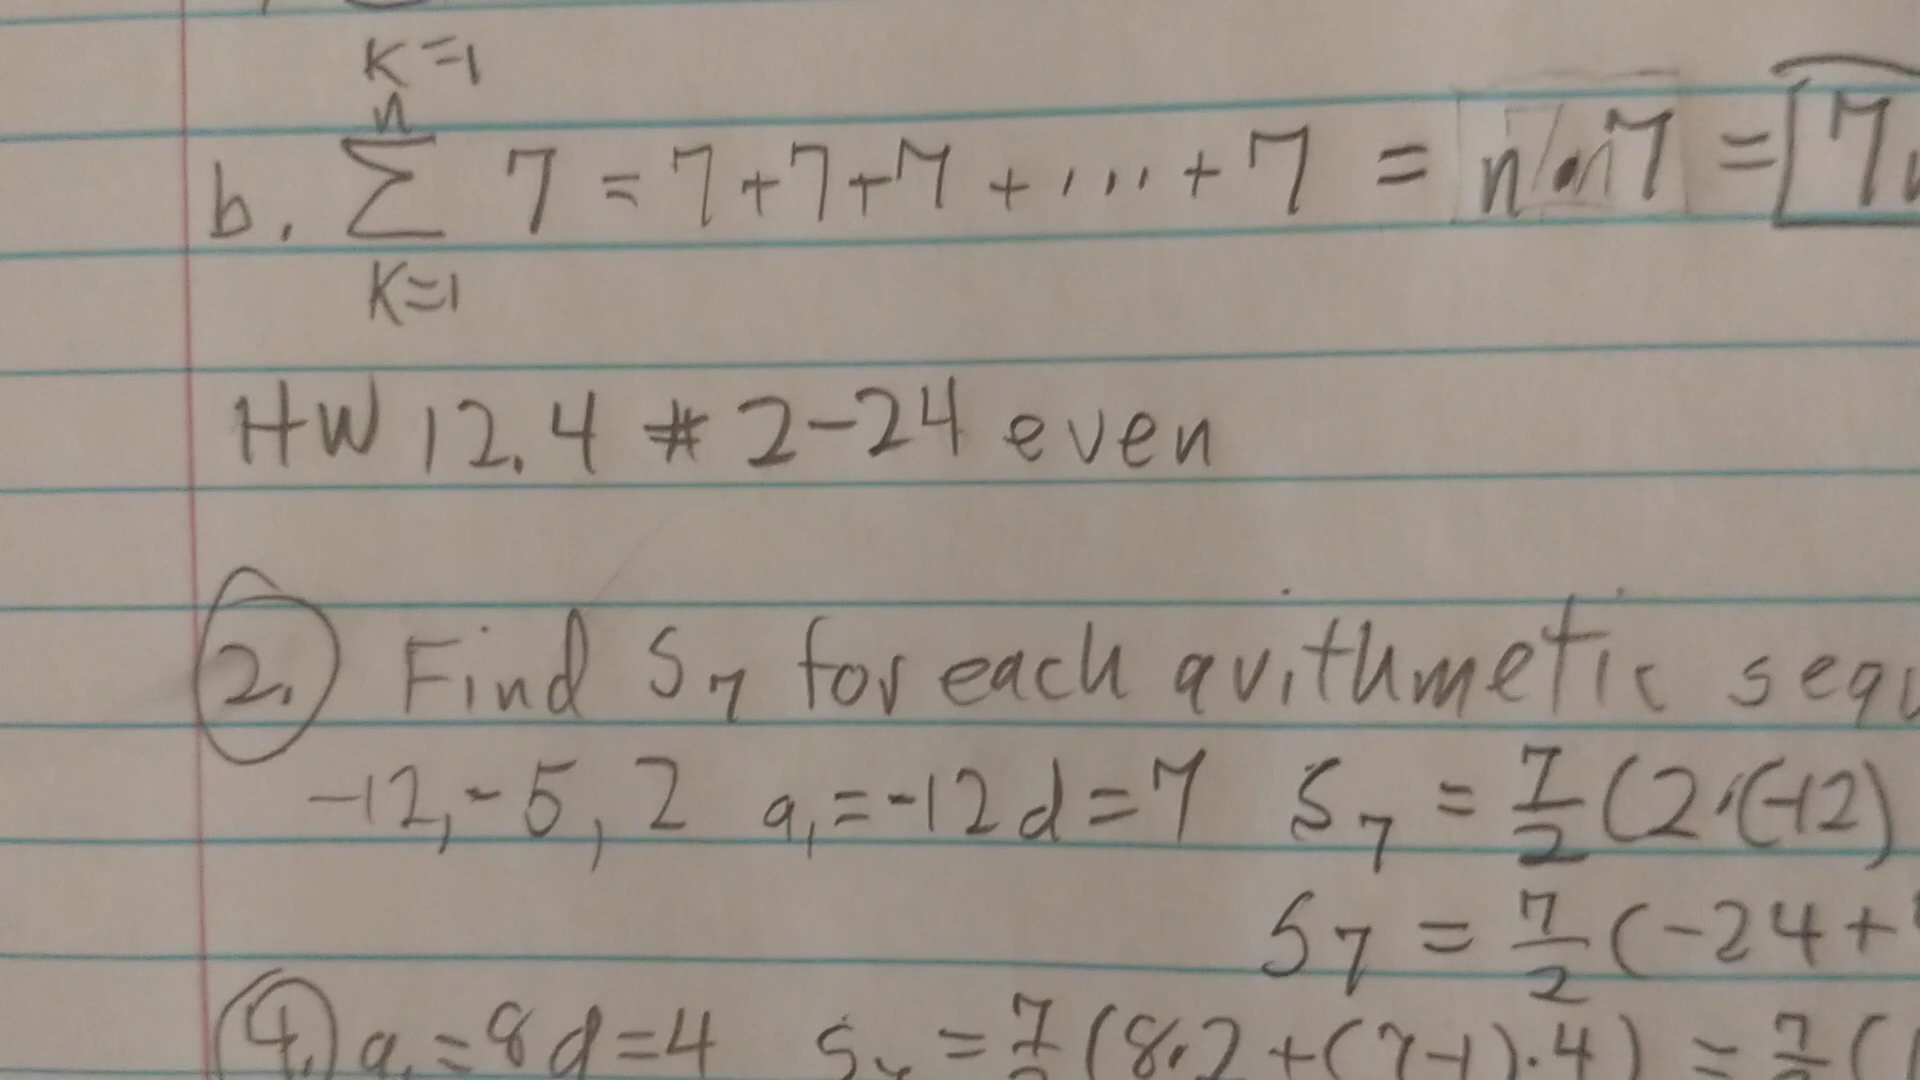 K=1
n
b. Σ 7 = 7+7+7 + ... + 7 = n · 7 = 7
K=1
HW 12.4 # 2-24 even
2. Find S7 for each arithmetic
-12, -5, 2 a1 = -12 d = 7 S7 = 7/2 (2·(-12)
S7 = 7/2 (-24 +
4. a1 = 8 d = 4 S7 = 7/2 (8·2 + (7-1)·4) = 7/2 (